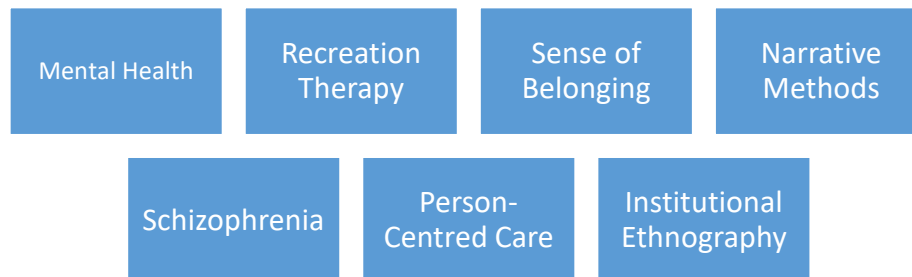 Mental Health
Recreation
Therapy
Sense of
Belonging
Narrative
Methods
Schizophrenia
Person-
Centred Care
Institutional
Ethnography